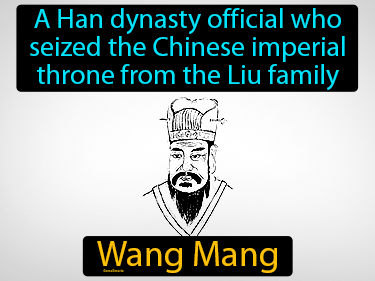 A Han dynasty official who
seized the Chinese imperial
throne from the Liu family
Wang Mang